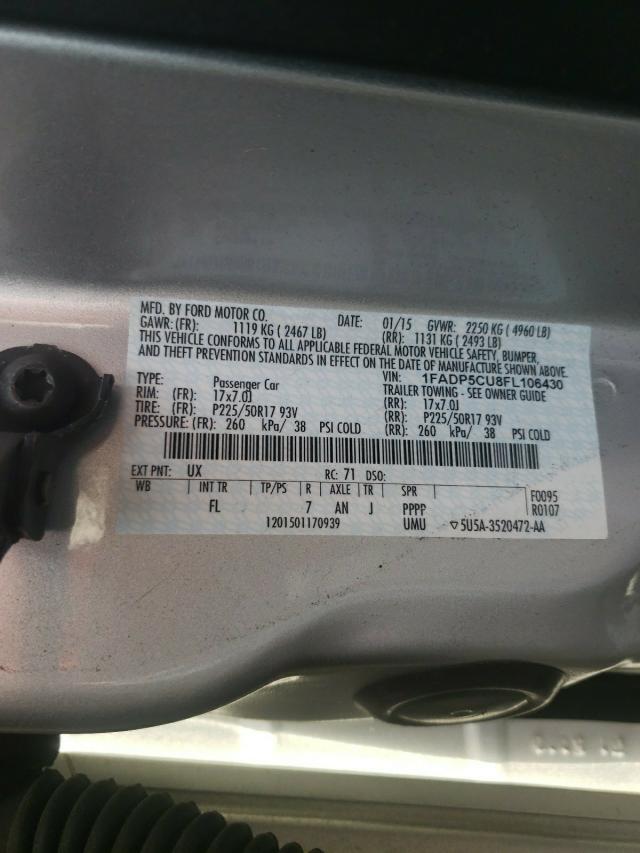 MFD. BY FORD MOTOR CO. DATE: 01/15 GVWR: 2250 KG ( 4960 LB)
GAWR: (FR): 1119 KG ( 2467 LB) (RR): 1131 KG ( 2493 LB)
THIS VEHICLE CONFORMS TO ALL APPLICABLE FEDERAL MOTOR VEHICLE SAFETY, BUMPER,
AND THEFT PREVENTION STANDARDS IN EFFECT ON THE DATE OF MANUFACTURE SHOWN ABOVE.
VIN: 1FADP5CU8FL106430
TYPE: Passenger Car TRAILER TOWING - SEE OWNER GUIDE
RIM: (FR): 17x7.0J (RR): 17x7.0J
TIRE: (FR): P225/50R17 93V (RR): P225/50R17 93V
PRESSURE: (FR): 260 kPa/ 38 PSI COLD (RR): 260 kPa/ 38 PSI COLD
EXT PNT: UX RC: 71 DSO:
WB INT TR TP/PS R AXLE TR SPR F0095
FL 7 AN J PPPP R0107
1201501170939 UMU ▽5U5A-3520472-AA